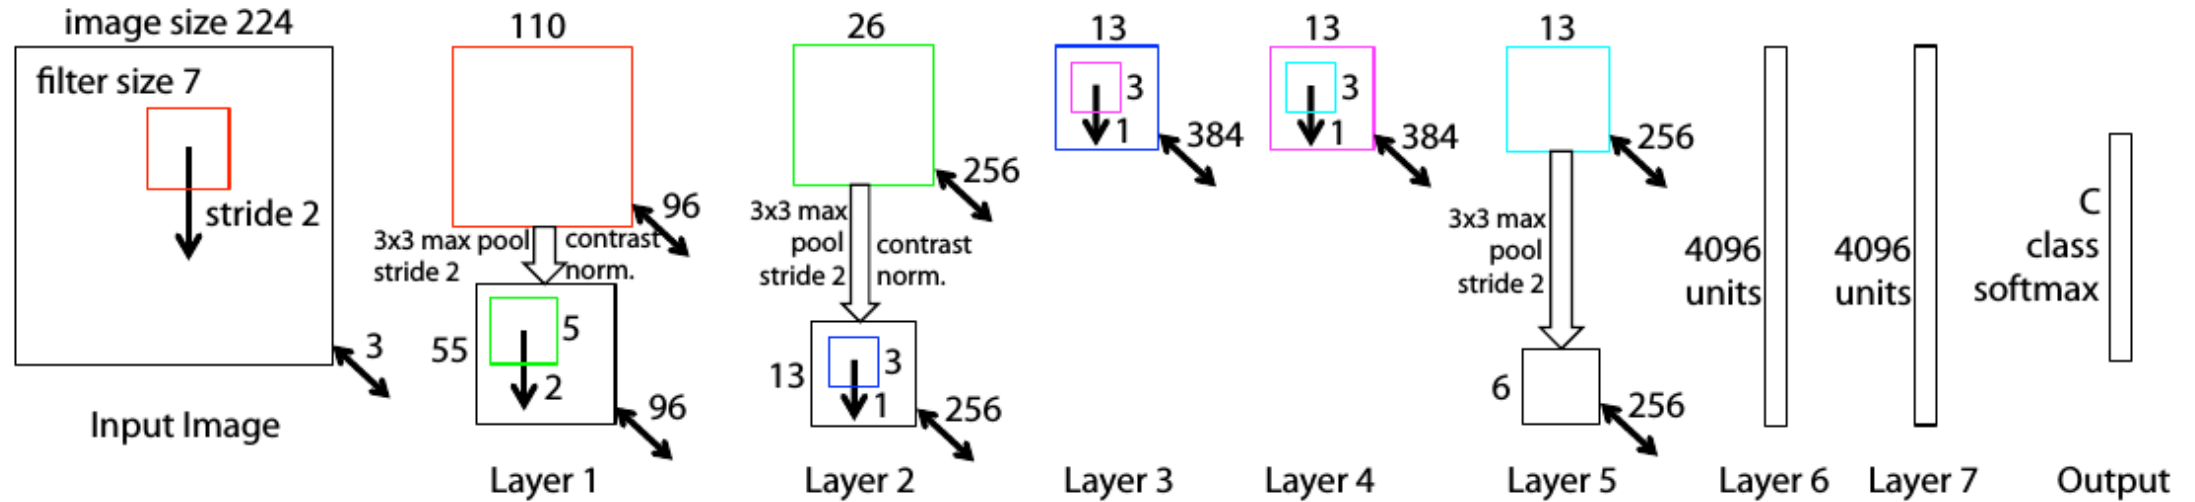 image size 224
filter size 7
stride 2
3
Input Image
110
96
3x3 max pool
stride 2
contrast
norm.
55
5
2
96
Layer 1
26
256
3x3 max
pool
stride 2
contrast
norm.
13
3
1
256
Layer 2
13
3
1
384
Layer 3
13
3
1
384
Layer 4
13
256
3x3 max
pool
stride 2
6
256
Layer 5
4096
units
Layer 6
4096
units
Layer 7
C
class
softmax
Output